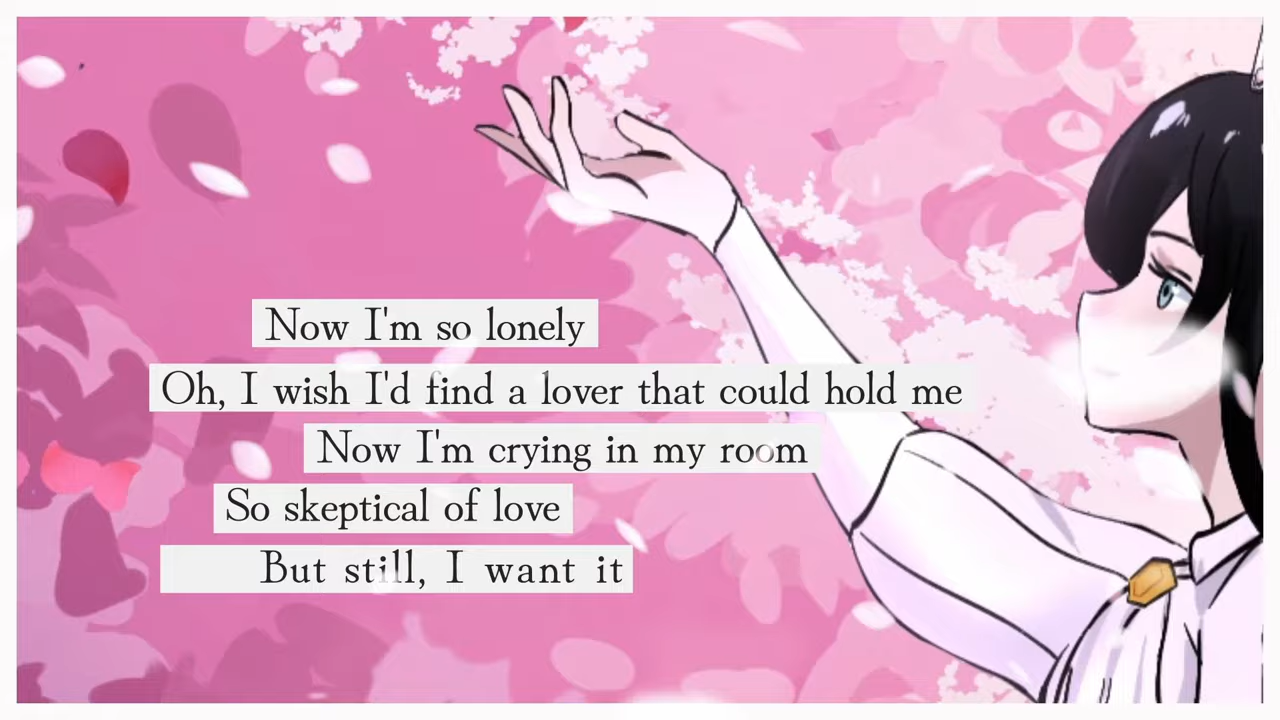 Now I'm so lonely
Oh, I wish I'd find a lover that could hold me
Now I'm crying in my room
So skeptical of love
But still, I want it